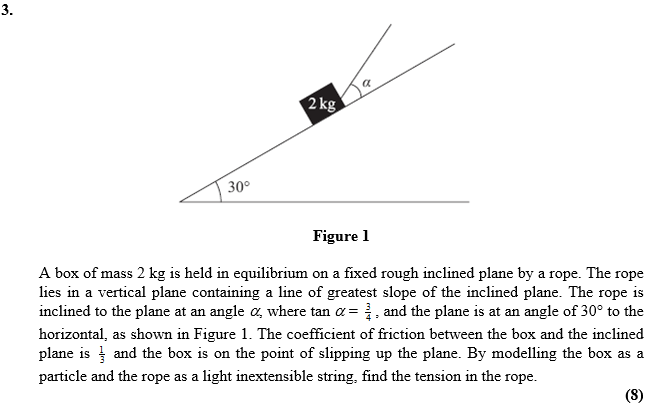 3.
α
2 kg
30°
Figure 1
A box of mass 2 kg is held in equilibrium on a fixed rough inclined plane by a rope. The rope
lies in a vertical plane containing a line of greatest slope of the inclined plane. The rope is
inclined to the plane at an angle α, where tan α = 3/4, and the plane is at an angle of 30° to the
horizontal, as shown in Figure 1. The coefficient of friction between the box and the inclined
plane is 1/3 and the box is on the point of slipping up the plane. By modelling the box as a
particle and the rope as a light inextensible string, find the tension in the rope.
(8)